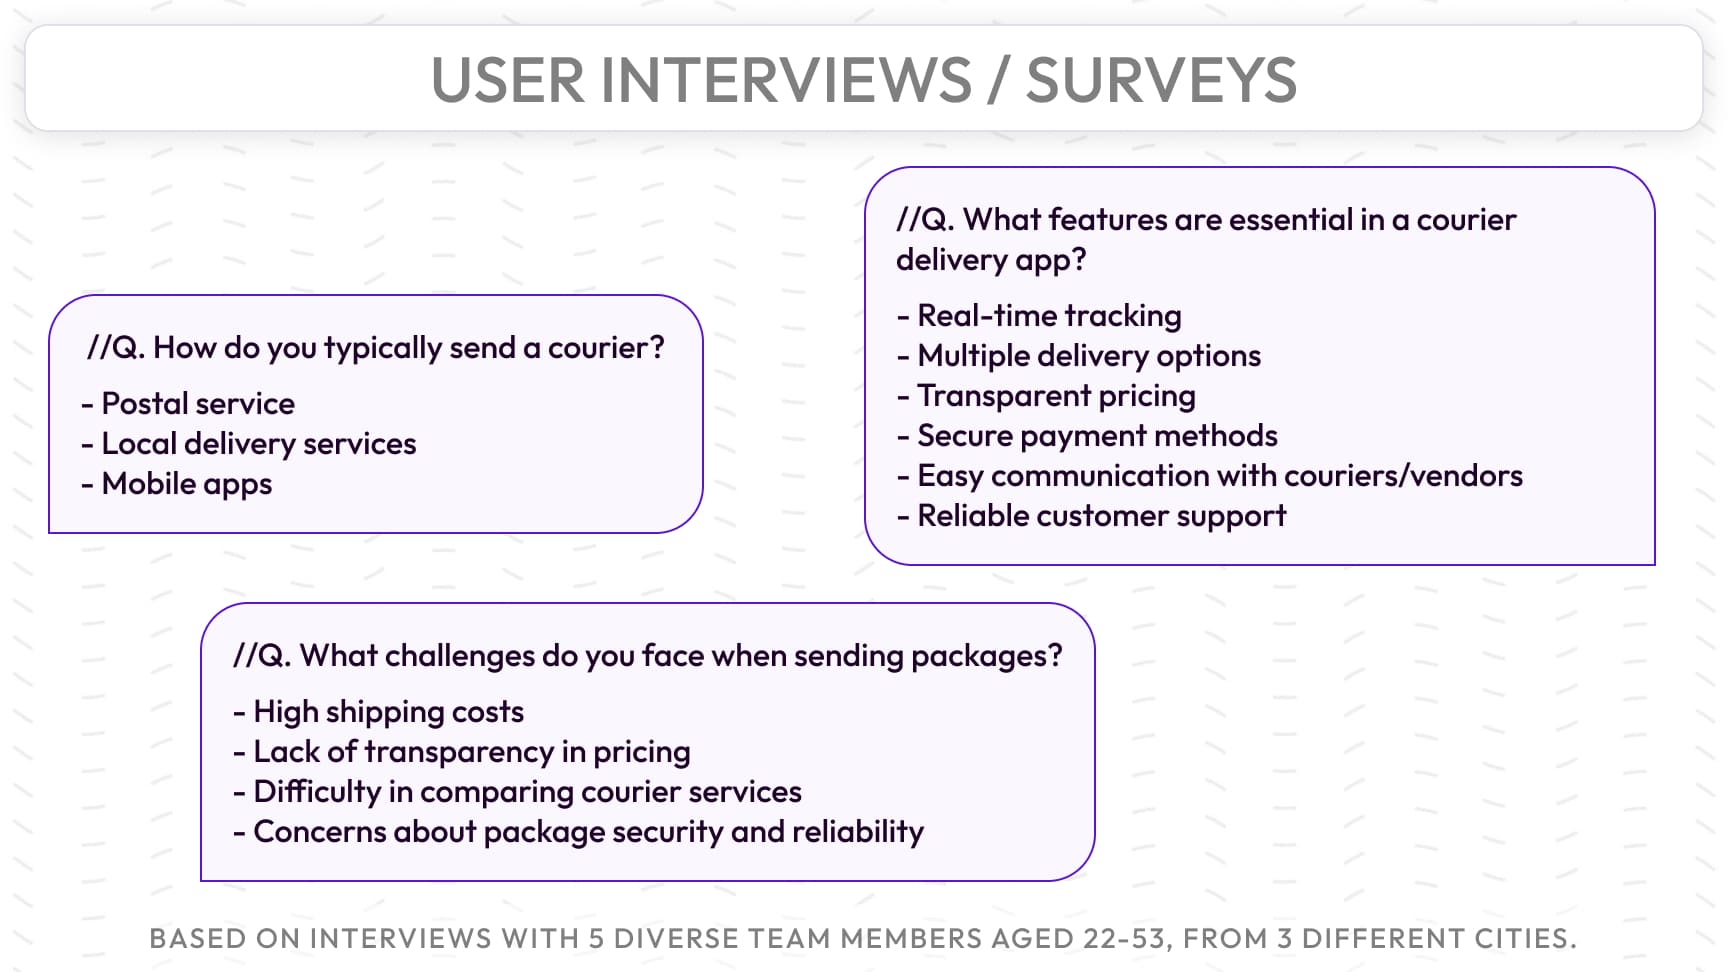 USER INTERVIEWS / SURVEYS
//Q. How do you typically send a courier?
- Postal service
- Local delivery services
- Mobile apps
//Q. What features are essential in a courier
delivery app?
- Real-time tracking
- Multiple delivery options
- Transparent pricing
- Secure payment methods
- Easy communication with couriers/vendors
- Reliable customer support
//Q. What challenges do you face when sending packages?
- High shipping costs
- Lack of transparency in pricing
- Difficulty in comparing courier services
- Concerns about package security and reliability
BASED ON INTERVIEWS WITH 5 DIVERSE TEAM MEMBERS AGED 22-53, FROM 3 DIFFERENT CITIES.